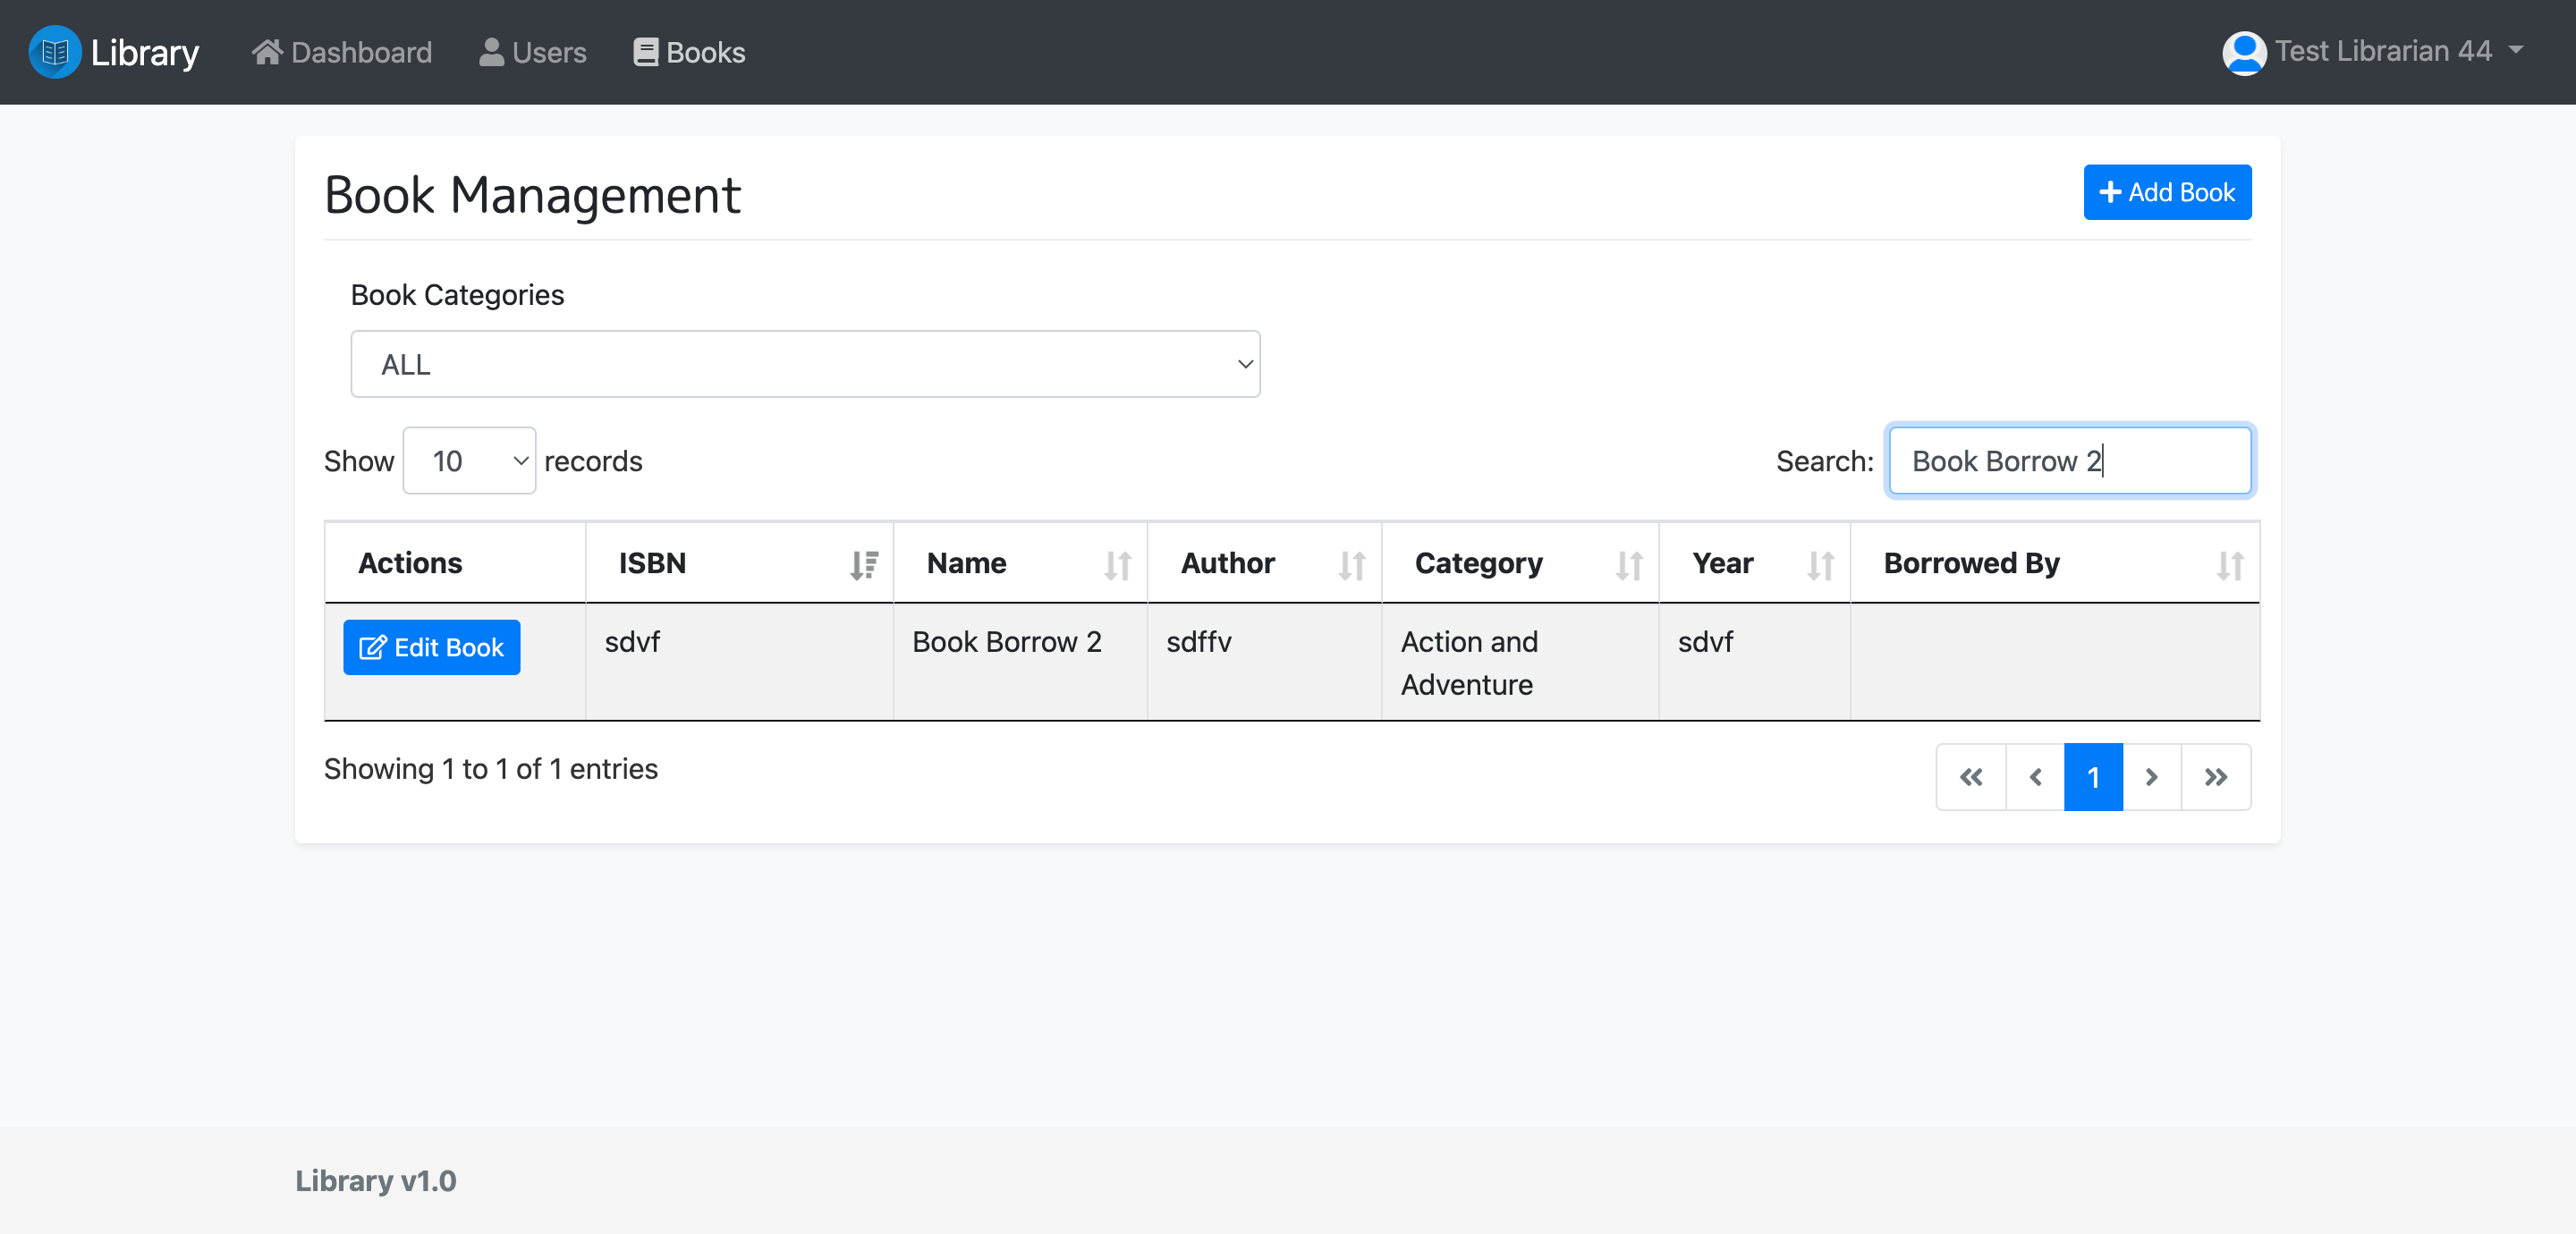 Library Dashboard Users Books Test Librarian 44
Book Management
Add Book
Book Categories
ALL
Show 10 records
Search: Book Borrow 2
Actions ISBN Name Author Category Year Borrowed By
Edit Book sdvf Book Borrow 2 sdffv Action and sdvf
Adventure
Showing 1 to 1 of 1 entries
1
Library v1.0